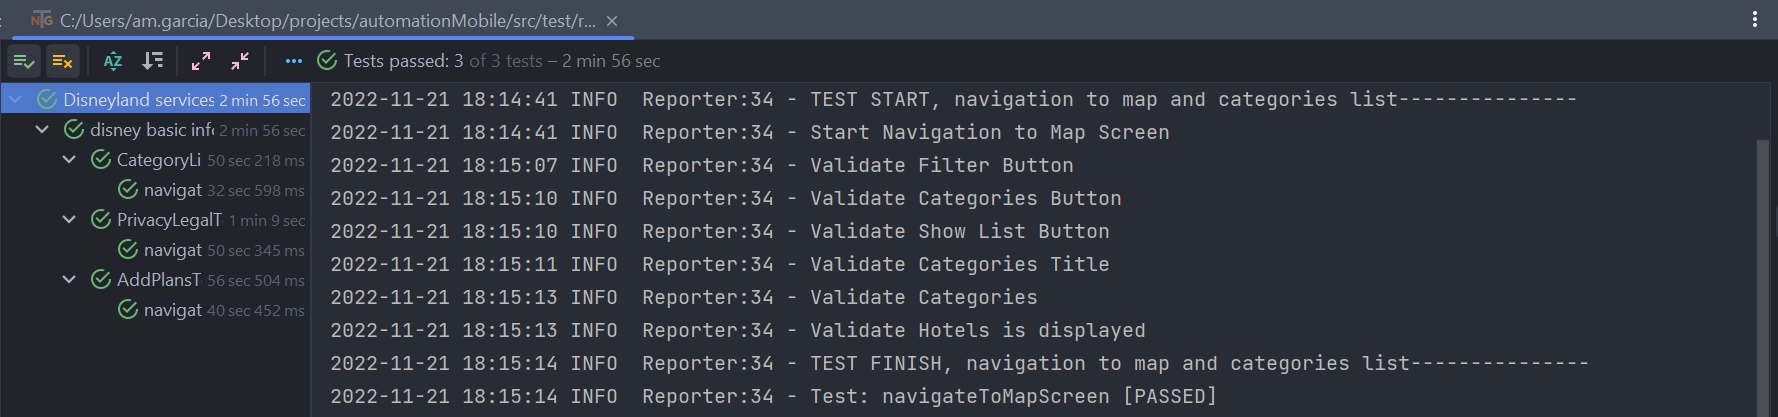 NTG C:/Users/am.garcia/Desktop/projects/automationMobile/src/test/r...
AZ Tests passed: 3 of 3 tests – 2 min 56 sec
Disneyland services 2 min 56 sec
disney basic info 2 min 56 sec
CategoryLi 50 sec 218 ms
navigat 32 sec 598 ms
PrivacyLegalT 1 min 9 sec
navigat 50 sec 345 ms
AddPlansT 56 sec 504 ms
navigat 40 sec 452 ms
2022-11-21 18:14:41 INFO  Reporter:34 - TEST START, navigation to map and categories list---------------
2022-11-21 18:14:41 INFO  Reporter:34 - Start Navigation to Map Screen
2022-11-21 18:15:07 INFO  Reporter:34 - Validate Filter Button
2022-11-21 18:15:10 INFO  Reporter:34 - Validate Categories Button
2022-11-21 18:15:10 INFO  Reporter:34 - Validate Show List Button
2022-11-21 18:15:11 INFO  Reporter:34 - Validate Categories Title
2022-11-21 18:15:13 INFO  Reporter:34 - Validate Categories
2022-11-21 18:15:13 INFO  Reporter:34 - Validate Hotels is displayed
2022-11-21 18:15:14 INFO  Reporter:34 - TEST FINISH, navigation to map and categories list---------------
2022-11-21 18:15:14 INFO  Reporter:34 - Test: navigateToMapScreen [PASSED]